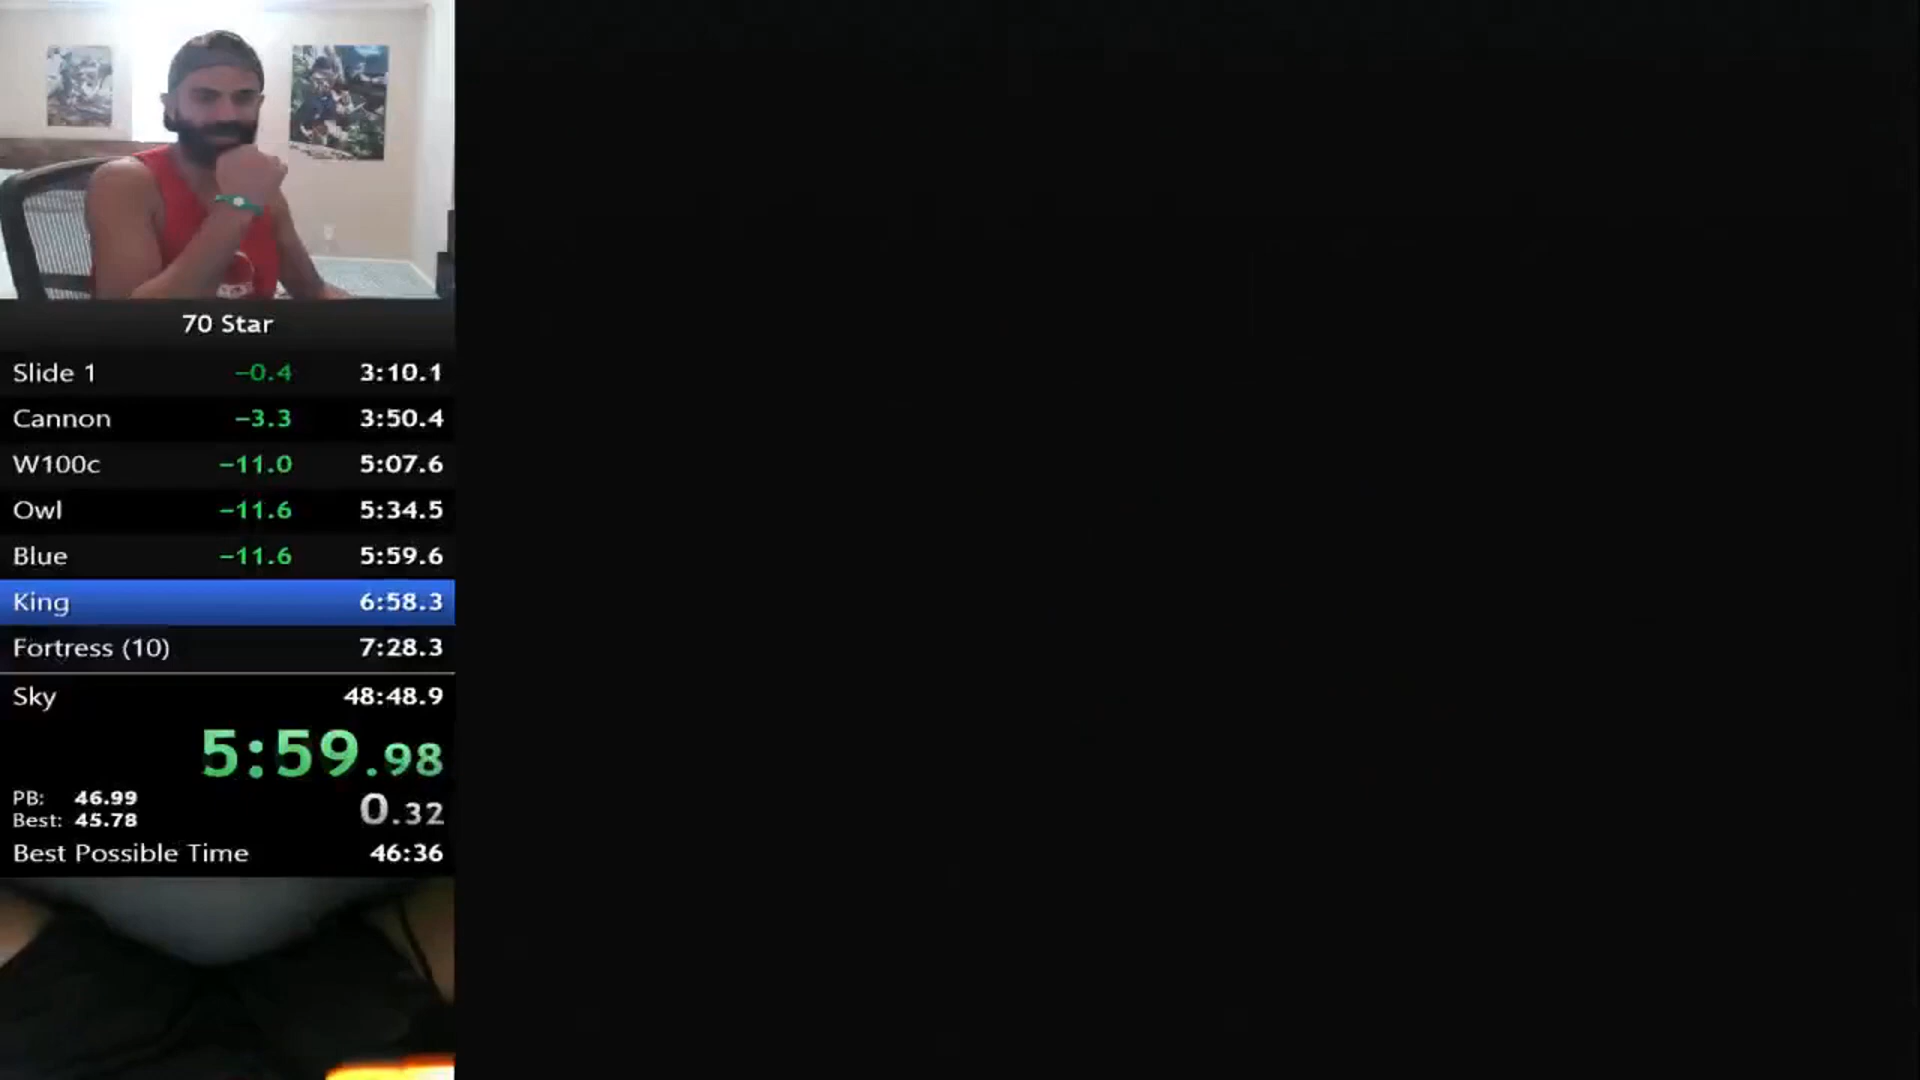 70 Star
Slide 1 −0.4 3:10.1
Cannon −3.3 3:50.4
W100c −11.0 5:07.6
Owl −11.6 5:34.5
Blue −11.6 5:59.6
King 6:58.3
Fortress (10) 7:28.3
Sky 48:48.9
5:59.98
PB: 46.99
Best: 45.78
0.32
Best Possible Time 46:36